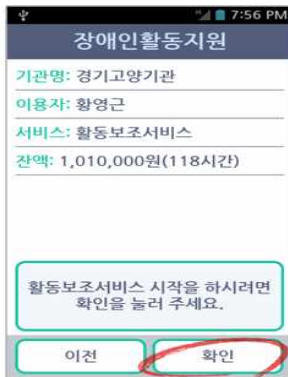 7:56 PM
장애인활동지원
기관명: 경기고양기관
이용자: 황영근
서비스: 활동보조서비스
잔액: 1,010,000원(118시간)
활동보조서비스 시작을 하시려면
확인을 눌러 주세요.
이전
확인